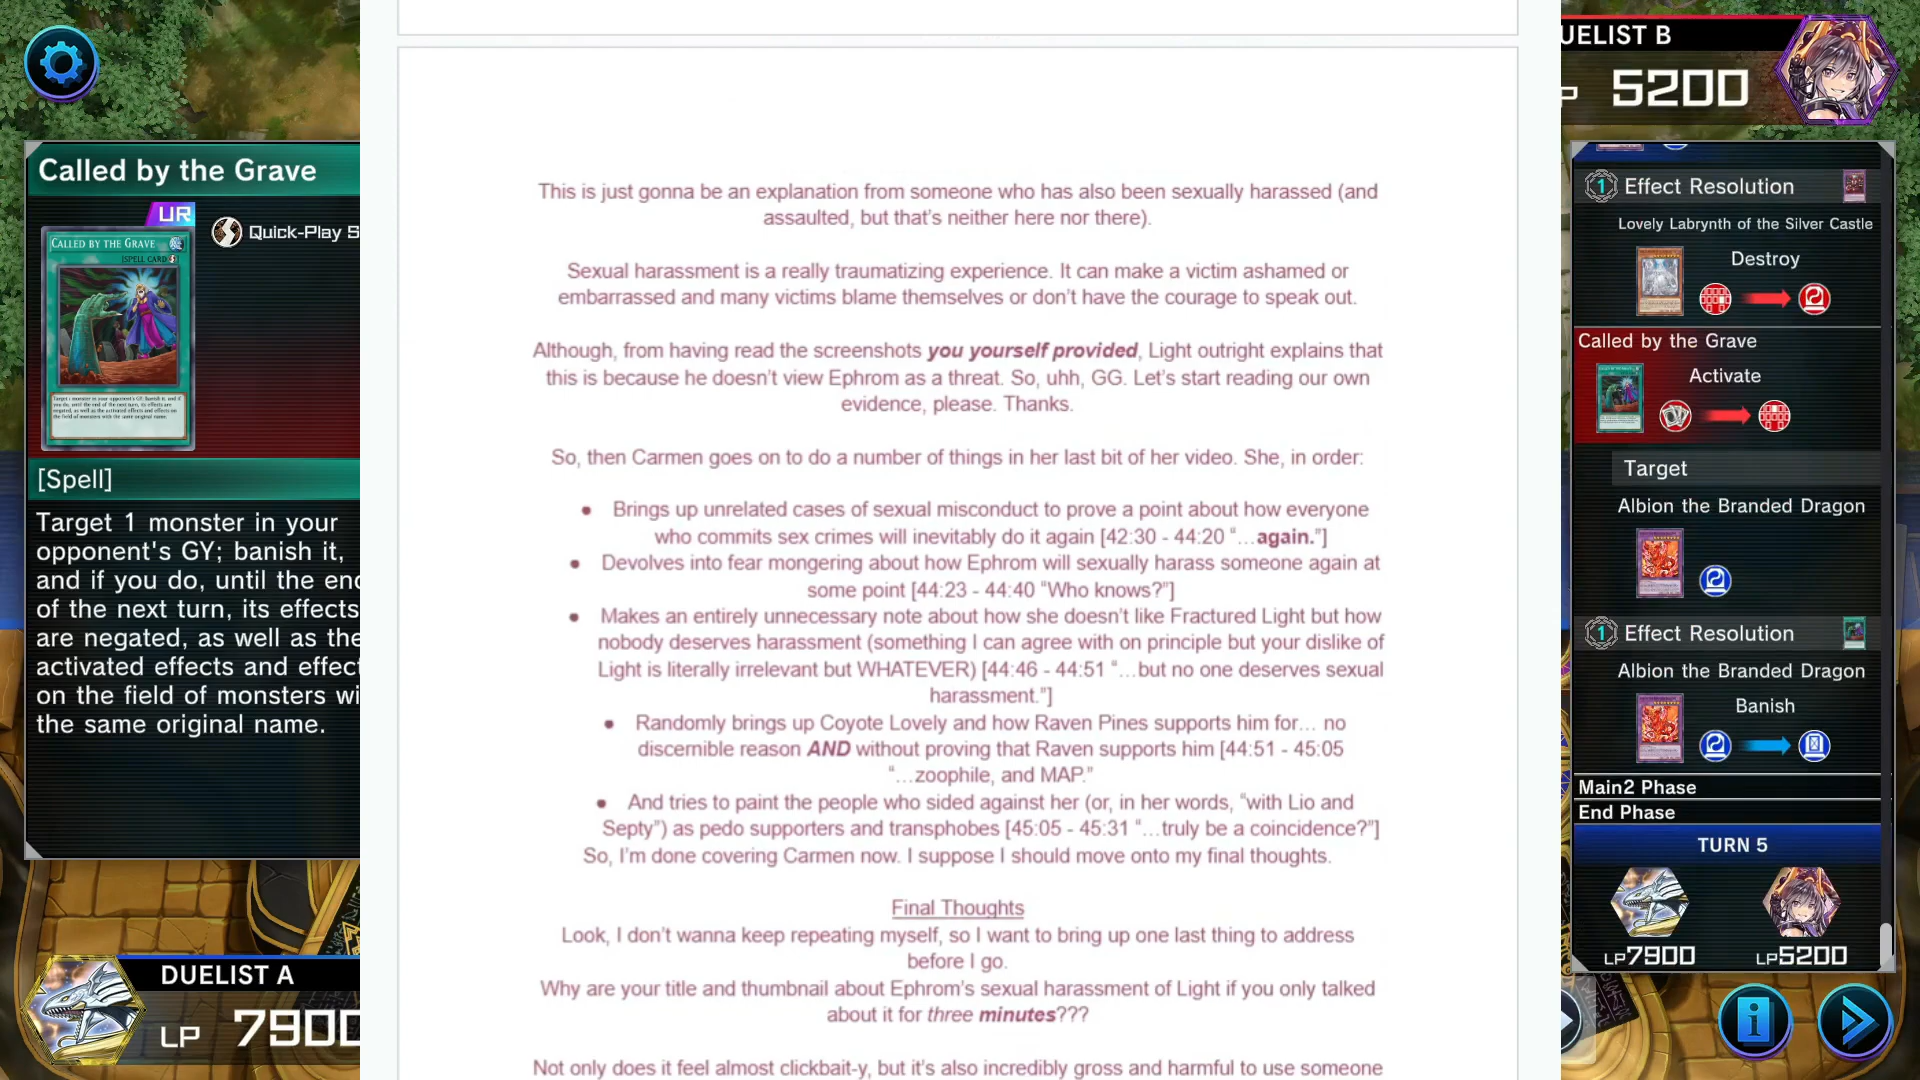 Called by the Grave
UR
CALLED BY THE GRAVE
[SPELL CARD]
Quick-Play S
[Spell]
Target 1 monster in your
opponent's GY; banish it,
and if you do, until the end
of the next turn, its effects
are negated, as well as the
activated effects and effect
on the field of monsters wi
the same original name.
DUELIST A
LP 7900
This is just gonna be an explanation from someone who has also been sexually harassed (and
assaulted, but that's neither here nor there).
Sexual harassment is a really traumatizing experience. It can make a victim ashamed or
embarrassed and many victims blame themselves or don't have the courage to speak out.
Although, from having read the screenshots you yourself provided, Light outright explains that
this is because he doesn't view Ephrom as a threat. So, uhh, GG. Let's start reading our own
evidence, please. Thanks.
So, then Carmen goes on to do a number of things in her last bit of her video. She, in order:
● Brings up unrelated cases of sexual misconduct to prove a point about how everyone
who commits sex crimes will inevitably do it again [42:30 - 44:20 “…again.”]
● Devolves into fear mongering about how Ephrom will sexually harass someone again at
some point [44:23 - 44:40 “Who knows?”]
● Makes an entirely unnecessary note about how she doesn't like Fractured Light but how
nobody deserves harassment (something I can agree with on principle but your dislike of
Light is literally irrelevant but WHATEVER) [44:46 - 44:51 “…but no one deserves sexual
harassment.”]
● Randomly brings up Coyote Lovely and how Raven Pines supports him for… no
discernible reason AND without proving that Raven supports him [44:51 - 45:05
“…zoophile, and MAP.”
● And tries to paint the people who sided against her (or, in her words, “with Lio and
Septy”) as pedo supporters and transphobes [45:05 - 45:31 “…truly be a coincidence?”]
So, I'm done covering Carmen now. I suppose I should move onto my final thoughts.
Final Thoughts
Look, I don't wanna keep repeating myself, so I want to bring up one last thing to address
before I go.
Why are your title and thumbnail about Ephrom's sexual harassment of Light if you only talked
about it for three minutes???
Not only does it feel almost clickbait-y, but it's also incredibly gross and harmful to use someone
UELIST B
P 5200
1 Effect Resolution
Lovely Labrynth of the Silver Castle
Destroy
Called by the Grave
Activate
Target
Albion the Branded Dragon
1 Effect Resolution
Albion the Branded Dragon
Banish
Main2 Phase
End Phase
TURN 5
LP7900
LP5200